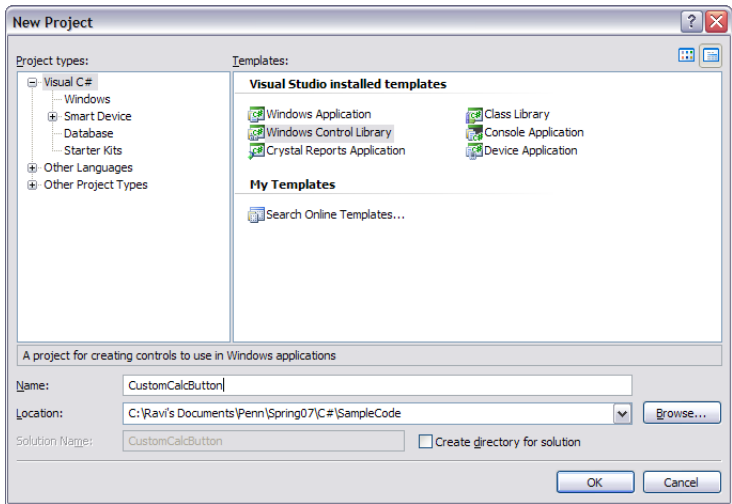 New Project
Project types:
Templates:
Visual C#
Windows
Smart Device
Database
Starter Kits
Other Languages
Other Project Types
Visual Studio installed templates
Windows Application
Windows Control Library
Crystal Reports Application
Class Library
Console Application
Device Application
My Templates
Search Online Templates...
A project for creating controls to use in Windows applications
Name:
CustomCalcButton
Location:
C:\Ravi's Documents\Penn\Spring07\C#\SampleCode
Browse...
Solution Name:
CustomCalcButton
Create directory for solution
OK
Cancel